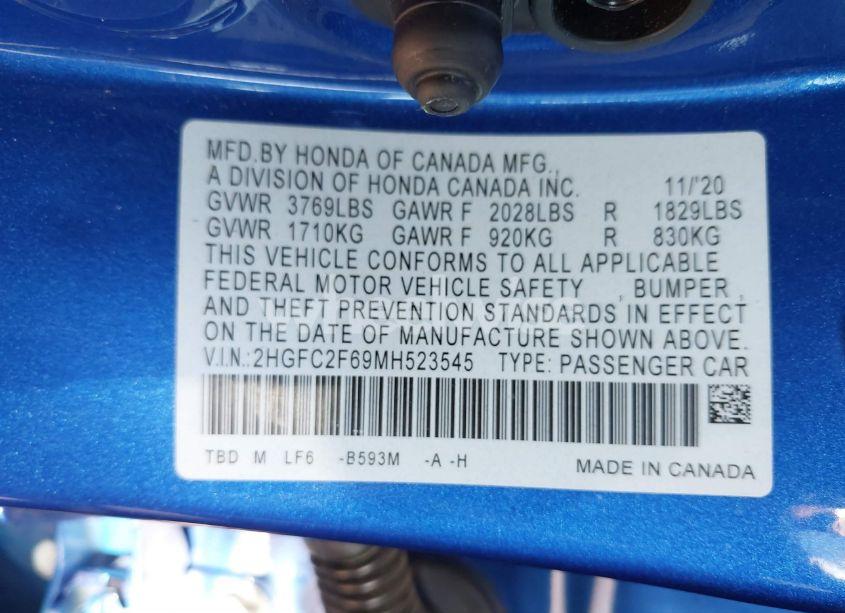 MFD.BY HONDA OF CANADA MFG.,
A DIVISION OF HONDA CANADA INC. 11/'20
GVWR 3769LBS GAWR F 2028LBS R 1829LBS
GVWR 1710KG GAWR F 920KG R 830KG
THIS VEHICLE CONFORMS TO ALL APPLICABLE
FEDERAL MOTOR VEHICLE SAFETY , BUMPER ,
AND THEFT PREVENTION STANDARDS IN EFFECT
ON THE DATE OF MANUFACTURE SHOWN ABOVE.
V.I.N.:2HGFC2F69MH523545 TYPE: PASSENGER CAR
TBD M LF6 -B593M -A -H
MADE IN CANADA